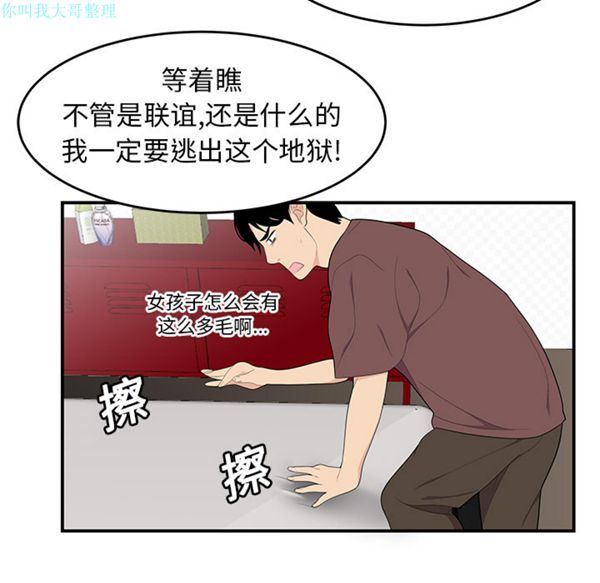 你叫我大哥整理
等着瞧
不管是联谊,还是什么的
我一定要逃出这个地狱!
女孩子怎么会有
这么多毛啊...
擦
擦